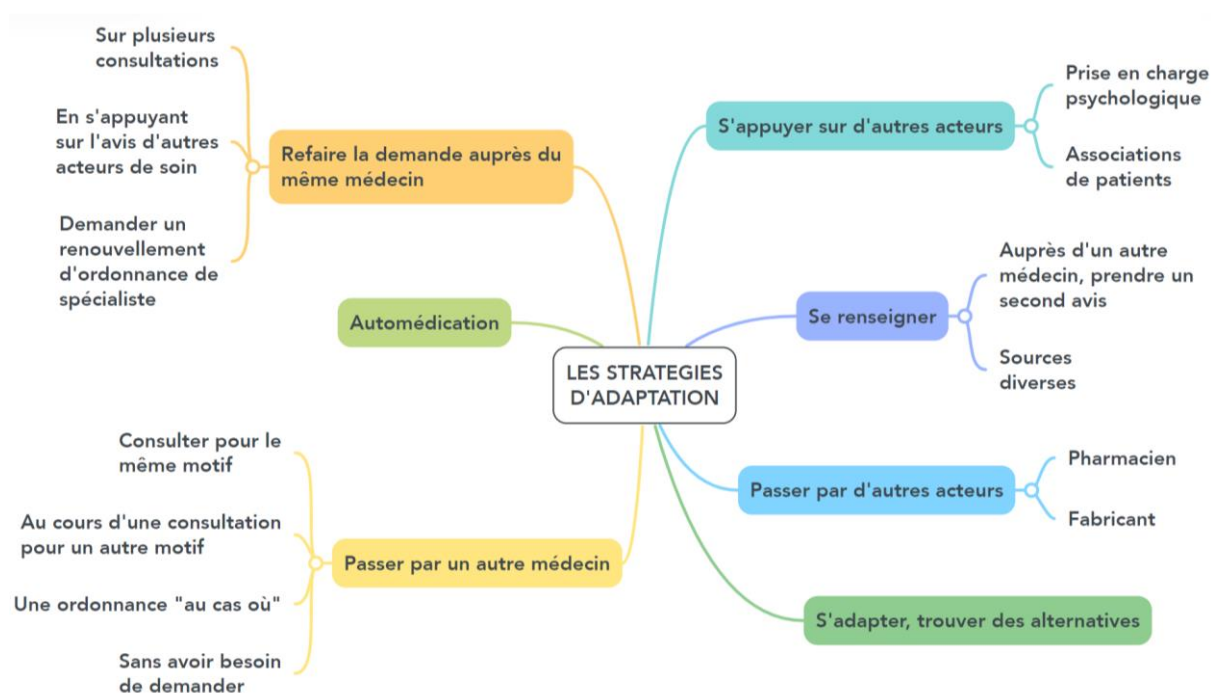 Sur plusieurs
consultations
En s'appuyant
sur l'avis d'autres
acteurs de soin
Demander un
renouvellement
d'ordonnance de
spécialiste
Refaire la demande auprès du
même médecin
Automédication
Consulter pour le
même motif
Au cours d'une consultation
pour un autre motif
Une ordonnance "au cas où"
Sans avoir besoin
de demander
Passer par un autre médecin
LES STRATEGIES
D'ADAPTATION
S'appuyer sur d'autres acteurs
Prise en charge
psychologique
Associations
de patients
Se renseigner
Auprès d'un autre
médecin, prendre un
second avis
Sources
diverses
Passer par d'autres acteurs
Pharmacien
Fabricant
S'adapter, trouver des alternatives